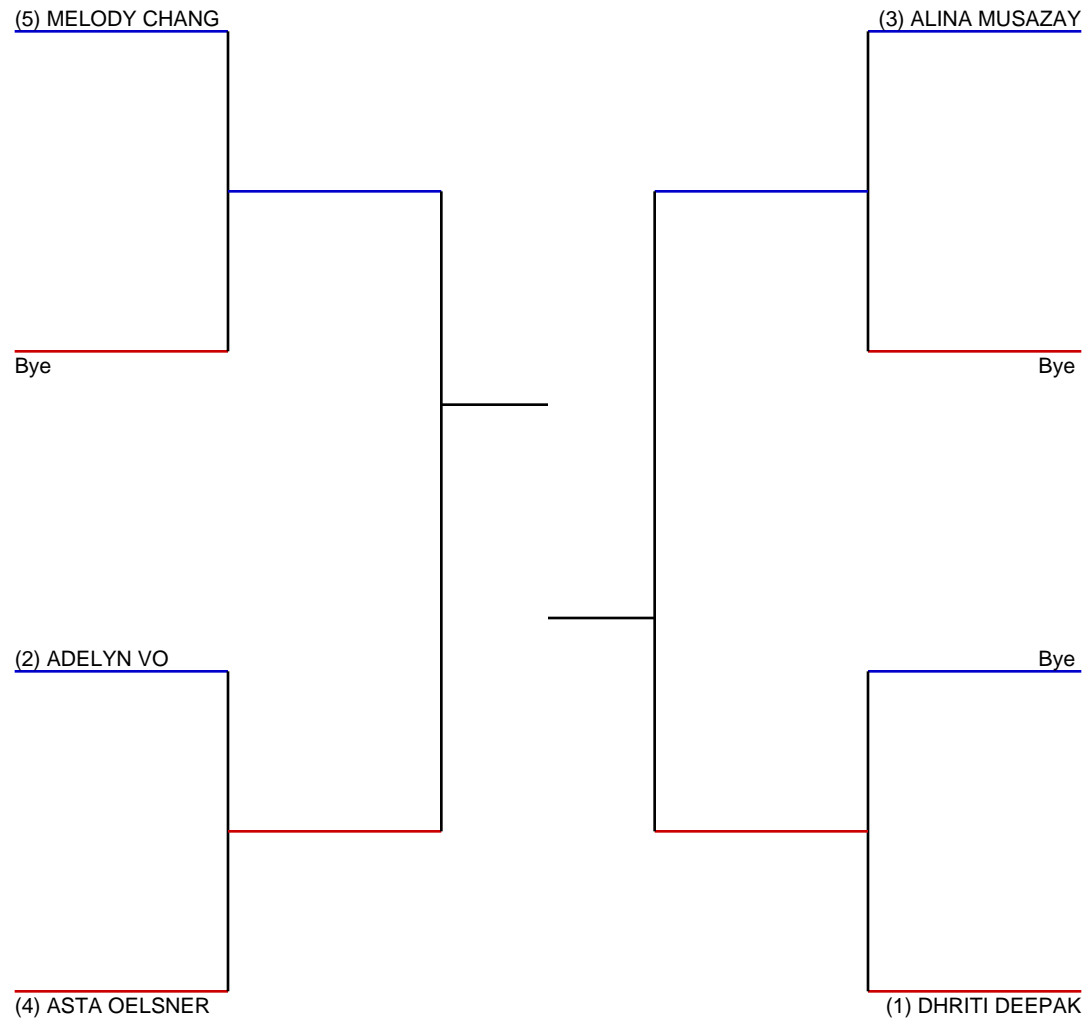 (5) MELODY CHANG
(3) ALINA MUSAZAY
Bye
Bye
(2) ADELYN VO
Bye
(4) ASTA OELSNER
(1) DHRITI DEEPAK